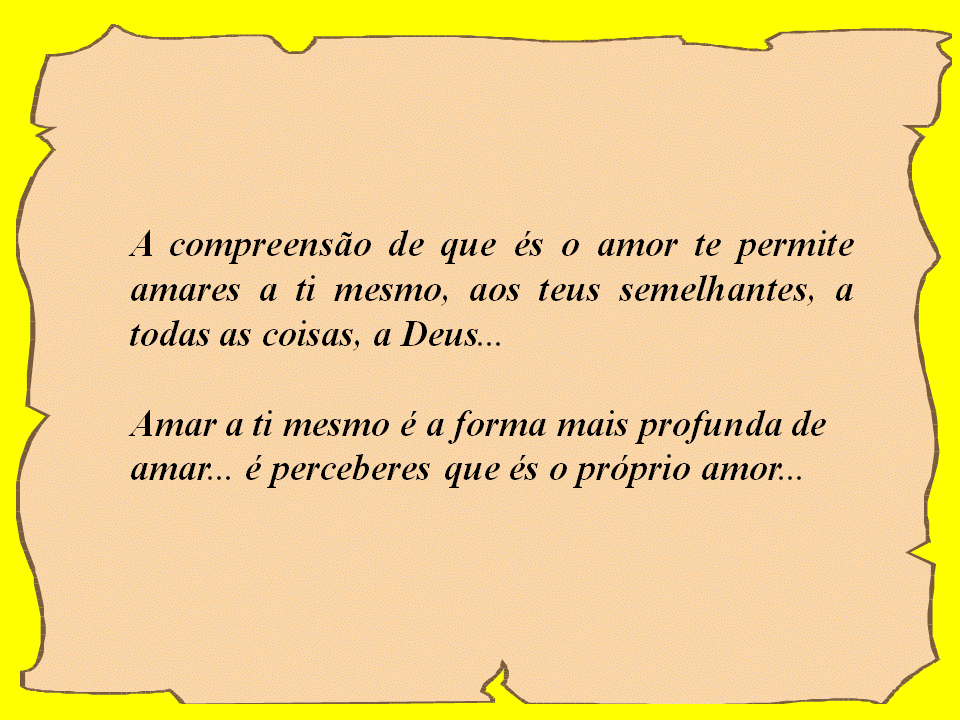 A compreensão de que és o amor te permite
amares a ti mesmo, aos teus semelhantes, a
todas as coisas, a Deus...
Amar a ti mesmo é a forma mais profunda de
amar... é perceberes que és o próprio amor...